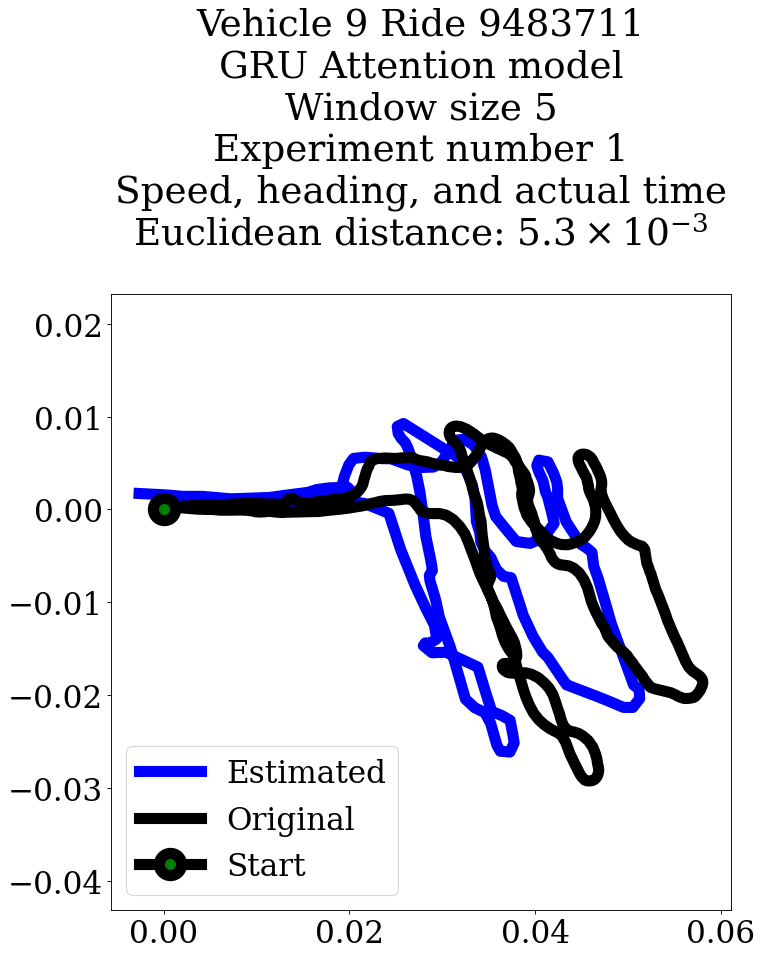 Vehicle 9 Ride 9483711
GRU Attention model
Window size 5
Experiment number 1
Speed, heading, and actual time
Euclidean distance: 5.3 × 10⁻³
0.02
0.01
0.00
−0.01
−0.02
−0.03
−0.04
Estimated
Original
Start
0.00 0.02 0.04 0.06